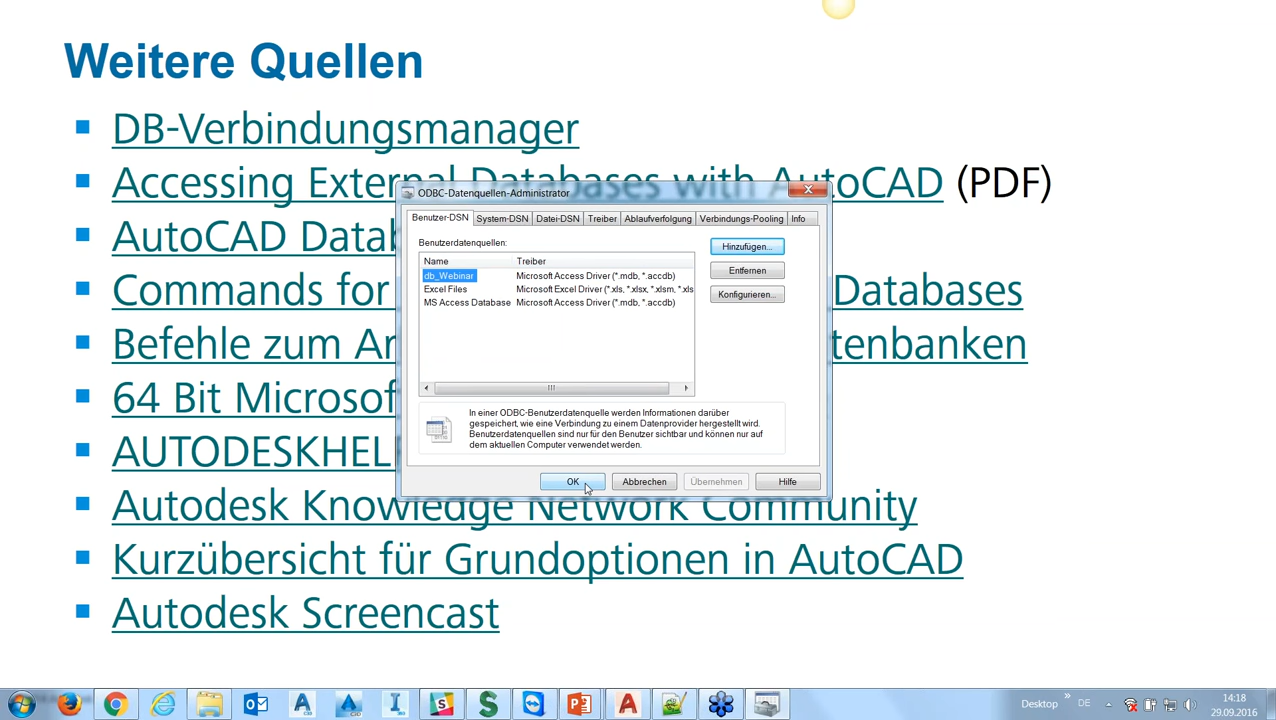 Weitere Quellen
DB-Verbindungsmanager
Accessing External Databases with AutoCAD (PDF)
AutoCAD Datab
Commands for Databases
Befehle zum Ar tenbanken
64 Bit Microsof
AUTODESKHEL
Autodesk Knowledge Network Community
Kurzübersicht für Grundoptionen in AutoCAD
Autodesk Screencast
ODBC-Datenquellen-Administrator
Benutzer-DSN System-DSN Datei-DSN Treiber Ablaufverfolgung Verbindungs-Pooling Info
Benutzerdatenquellen:
Name Treiber
db_Webinar Microsoft Access Driver (*.mdb, *.accdb)
Excel Files Microsoft Excel Driver (*.xls, *.xlsx, *.xlsm, *.xls
MS Access Database Microsoft Access Driver (*.mdb, *.accdb)
Hinzufügen...
Entfernen
Konfigurieren...
In einer ODBC-Benutzerdatenquelle werden Informationen darüber
gespeichert, wie eine Verbindung zu einem Datenprovider hergestellt wird.
Benutzerdatenquellen sind nur für den Benutzer sichtbar und können nur auf
dem aktuellen Computer verwendet werden.
OK Abbrechen Übernehmen Hilfe
Desktop » DE 14:18
29.09.2016